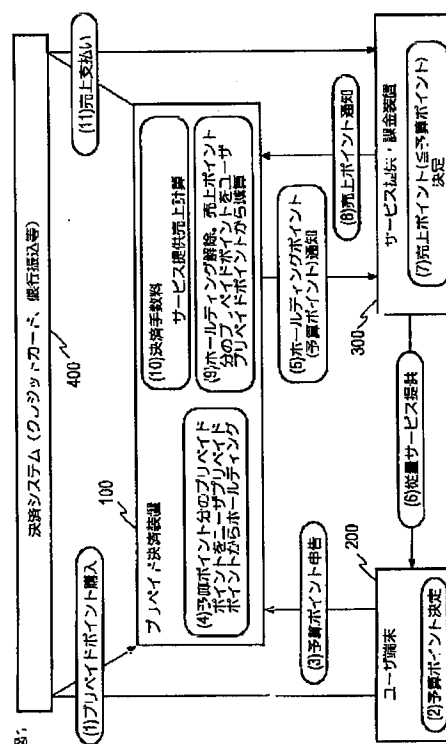 図1
決済システム（クレジットカード、銀行振込等）
400
(1)プリペイドポイント購入
(11)売上支払い
100
プリペイド決済装置
(4)予算ポイント分のプリペイド
ポイントをユーザプリペイド
ポイントからホールディング
(10)決済手数料
サービス提供売上計算
(9)ホールディング解除、売上ポイント
分のプリペイドポイントをユーザ
プリペイドポイントから減算
(3)予算ポイント申告
(5)ホールディングポイント
(予算ポイント)通知
(8)売上ポイント通知
200
ユーザ端末
(2)予算ポイント決定
(6)従量サービス提供
300
サービス提供・課金装置
(7)売上ポイント(≦予算ポイント)
決定